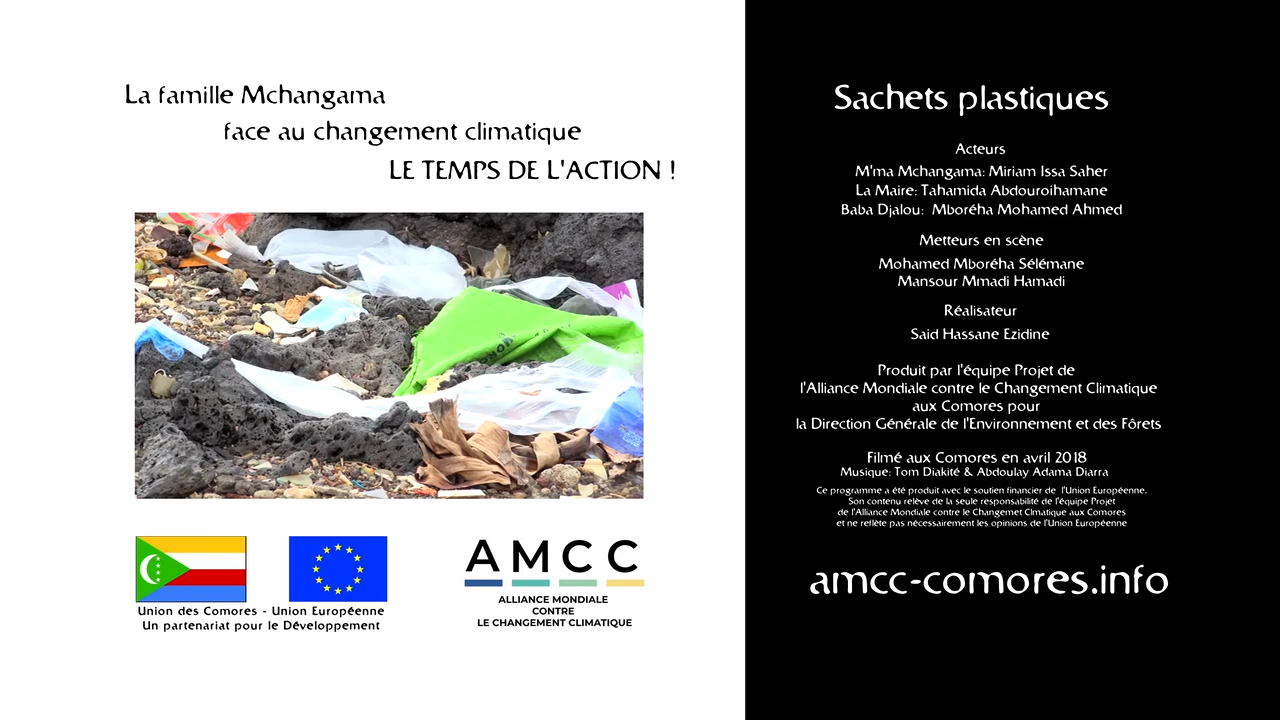 La famille Mchangama
face au changement climatique
LE TEMPS DE L'ACTION !
Union des Comores - Union Européenne
Un partenariat pour le Développement
AMCC
ALLIANCE MONDIALE
CONTRE
LE CHANGEMENT CLIMATIQUE
Sachets plastiques
Acteurs
M'ma Mchangama: Miriam Issa Saher
La Maire: Tahamida Abdouroihamane
Baba Djalou: Mboréha Mohamed Ahmed
Metteurs en scène
Mohamed Mboréha Sélémane
Mansour Mmadi Hamadi
Réalisateur
Said Hassane Ezidine
Produit par l'équipe Projet de
l'Alliance Mondiale contre le Changement Climatique
aux Comores pour
la Direction Générale de l'Environnement et des Fôrets
Filmé aux Comores en avril 2018
Musique: Tom Diakité & Abdoulay Adama Diarra
Ce programme a été produit avec le soutien financier de l'Union Européenne.
Son contenu relève de la seule responsabilité de l'équipe Projet
de l'Alliance Mondiale contre le Changemet Clmatique aux Comores
et ne reflète pas nécessairement les opinions de l'Union Européenne
amcc-comores.info